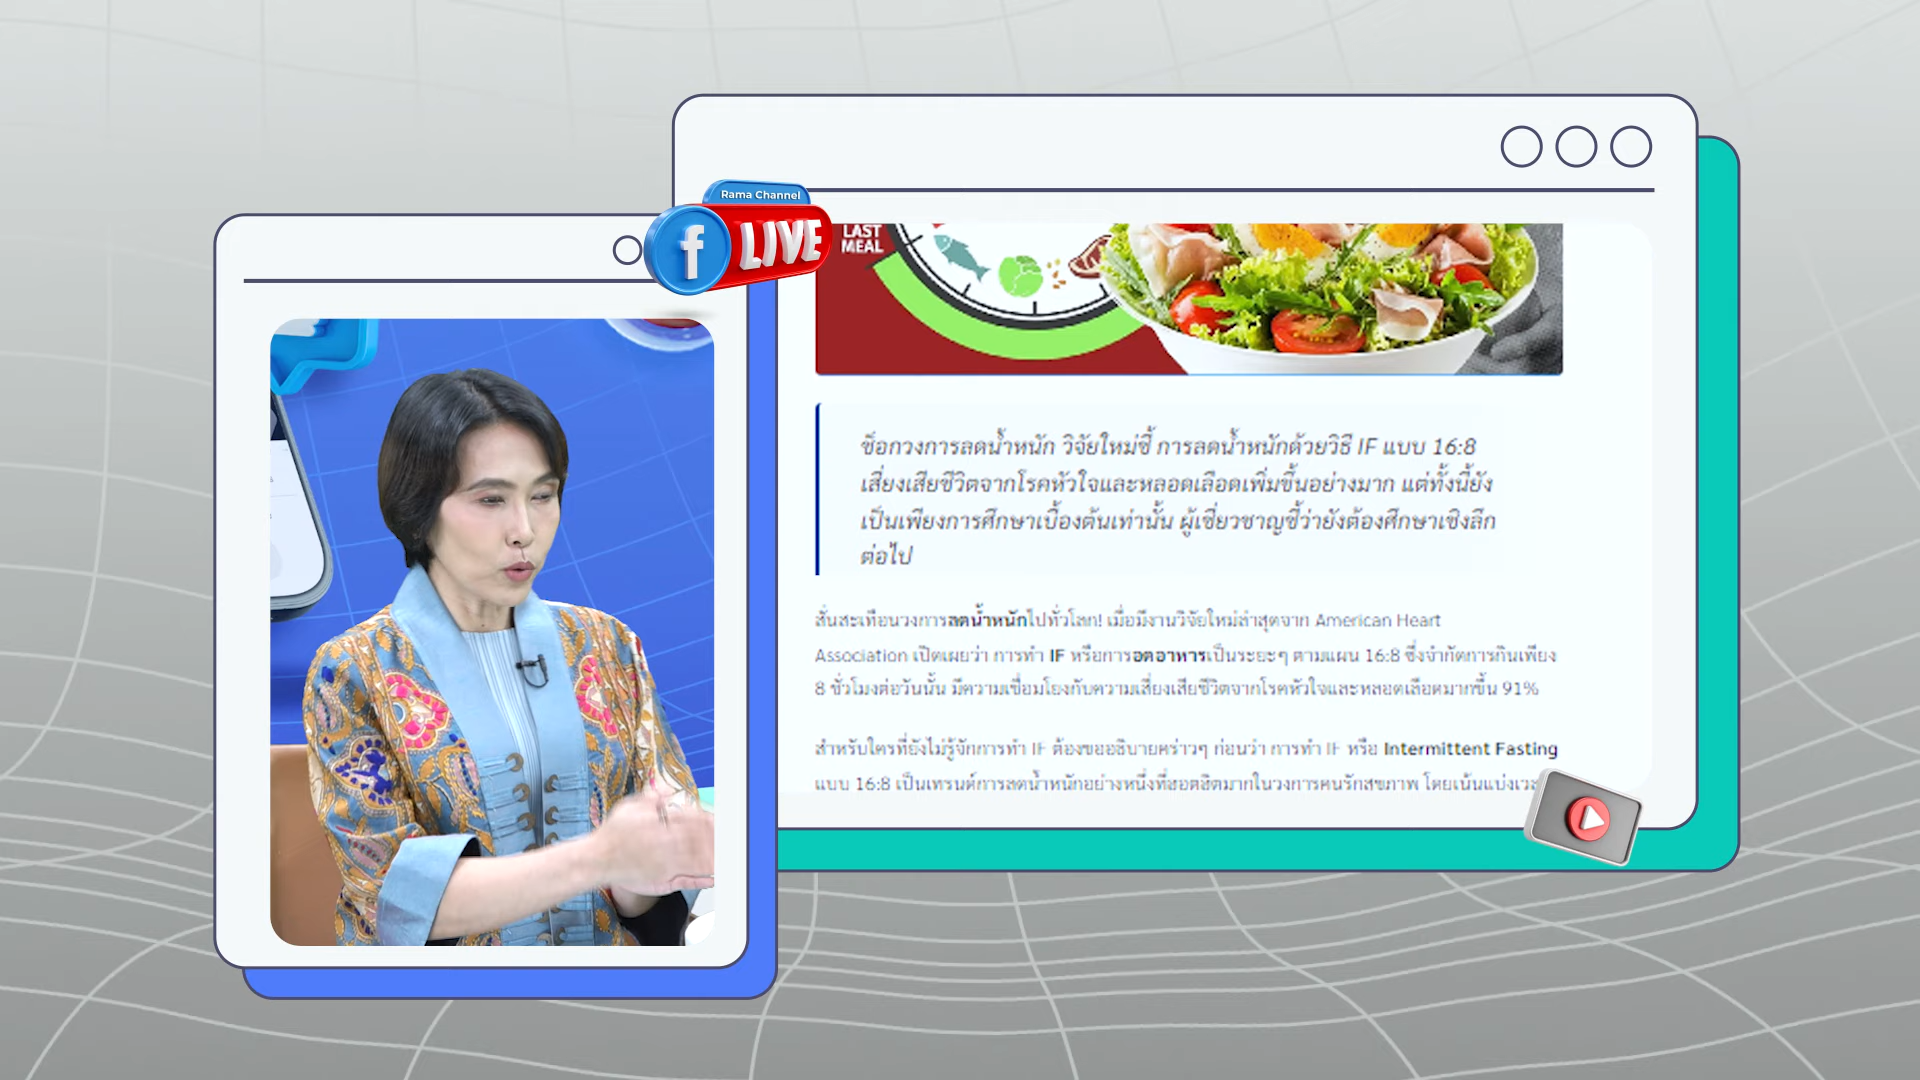 Rama Channel
f LIVE
LAST
MEAL
ช็อกวงการลดน้ำหนัก วิจัยใหม่ชี้ การลดน้ำหนักด้วยวิธี IF แบบ 16:8
เสี่ยงเสียชีวิตจากโรคหัวใจและหลอดเลือดเพิ่มขึ้นอย่างมาก แต่ทั้งนี้ยัง
เป็นเพียงการศึกษาเบื้องต้นเท่านั้น ผู้เชี่ยวชาญชี้ว่ายังต้องศึกษาเชิงลึก
ต่อไป
สั่นสะเทือนวงการลดน้ำหนักไปทั่วโลก! เมื่อมีงานวิจัยใหม่ล่าสุดจาก American Heart
Association เปิดเผยว่า การทำ IF หรือการอดอาหารเป็นระยะๆ ตามแผน 16:8 ซึ่งจำกัดการกินเพียง
8 ชั่วโมงต่อวันนั้น มีความเชื่อมโยงกับความเสี่ยงเสียชีวิตจากโรคหัวใจและหลอดเลือดมากขึ้น 91%
สำหรับใครที่ยังไม่รู้จักการทำ IF ต้องขออธิบายคร่าวๆ ก่อนว่า การทำ IF หรือ Intermittent Fasting
แบบ 16:8 เป็นเทรนด์การลดน้ำหนักอย่างหนึ่งที่ฮอตฮิตมากในวงการคนรักสุขภาพ โดยเน้นแบ่งเวล